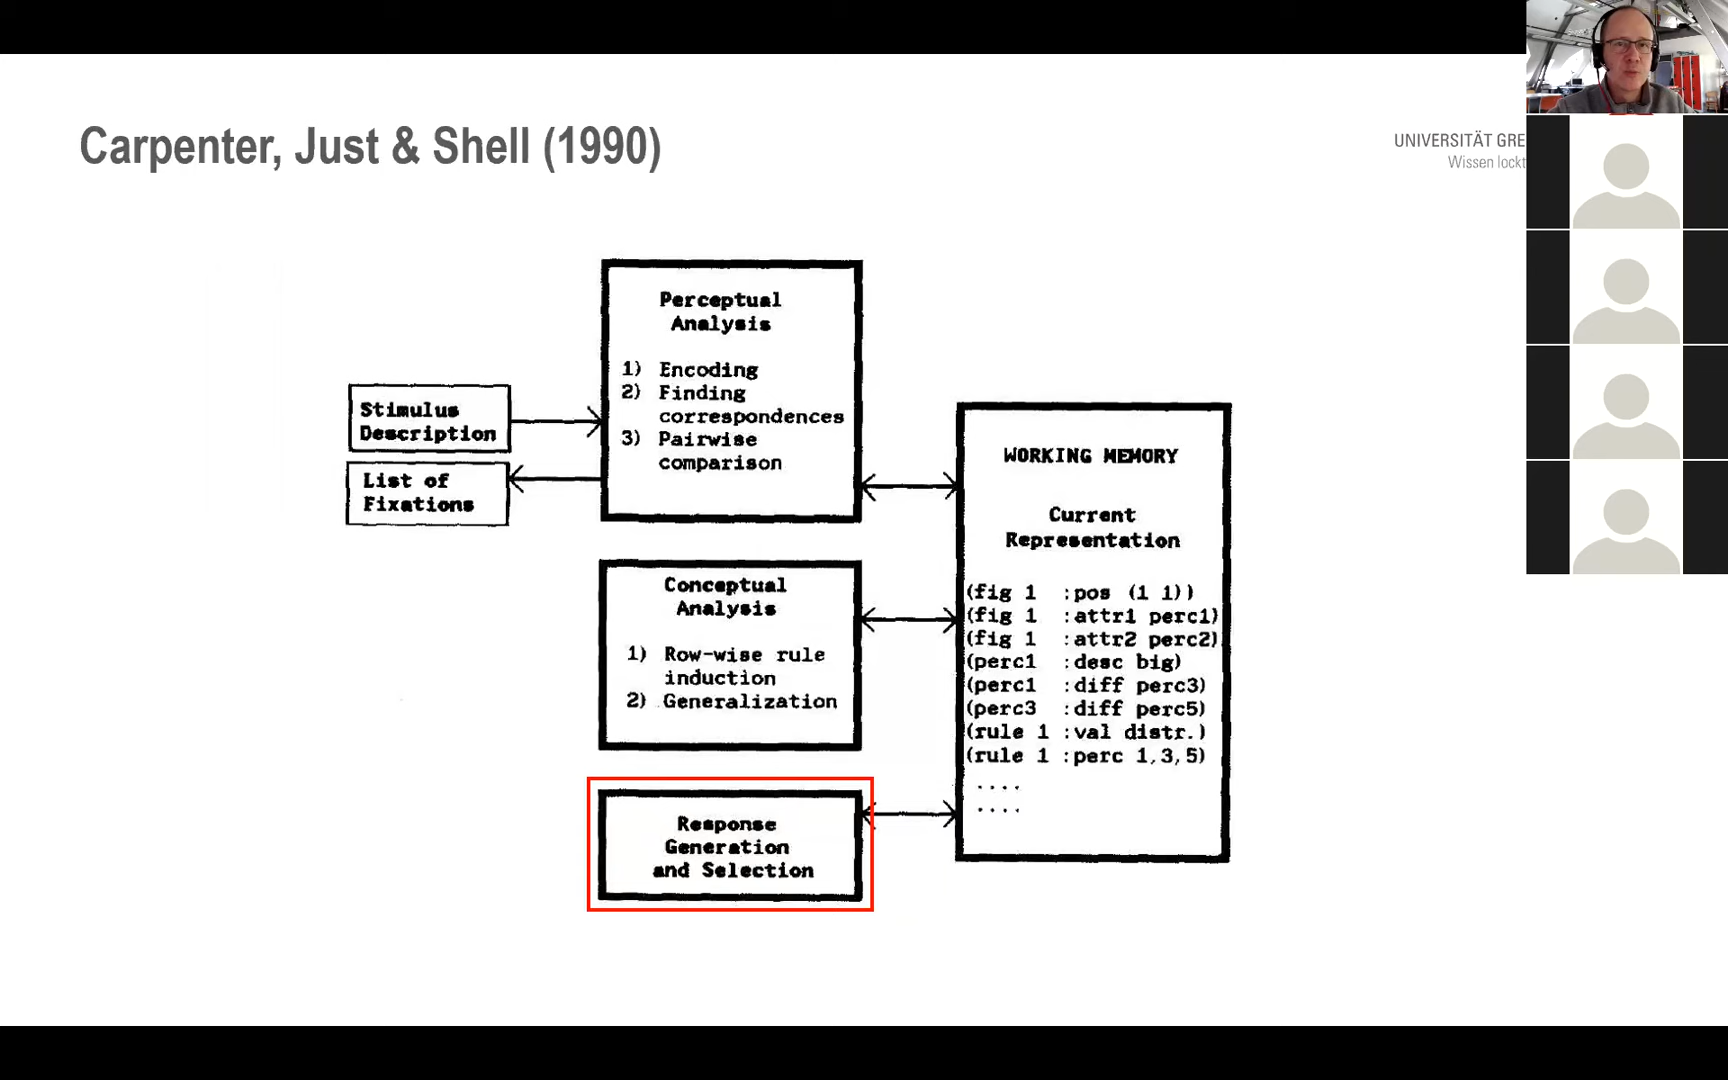 Carpenter, Just & Shell (1990)
UNIVERSITÄT GRE
Wissen lockt
Perceptual
Analysis
1) Encoding
2) Finding
correspondences
3) Pairwise
comparison
Stimulus
Description
List of
Fixations
Conceptual
Analysis
1) Row-wise rule
induction
2) Generalization
Response
Generation
and Selection
WORKING MEMORY
Current
Representation
(fig 1 :pos (1 1))
(fig 1 :attr1 perc1)
(fig 1 :attr2 perc2)
(perc1 :desc big)
(perc1 :diff perc3)
(perc3 :diff perc5)
(rule 1 :val distr.)
(rule 1 :perc 1,3,5)
....
....